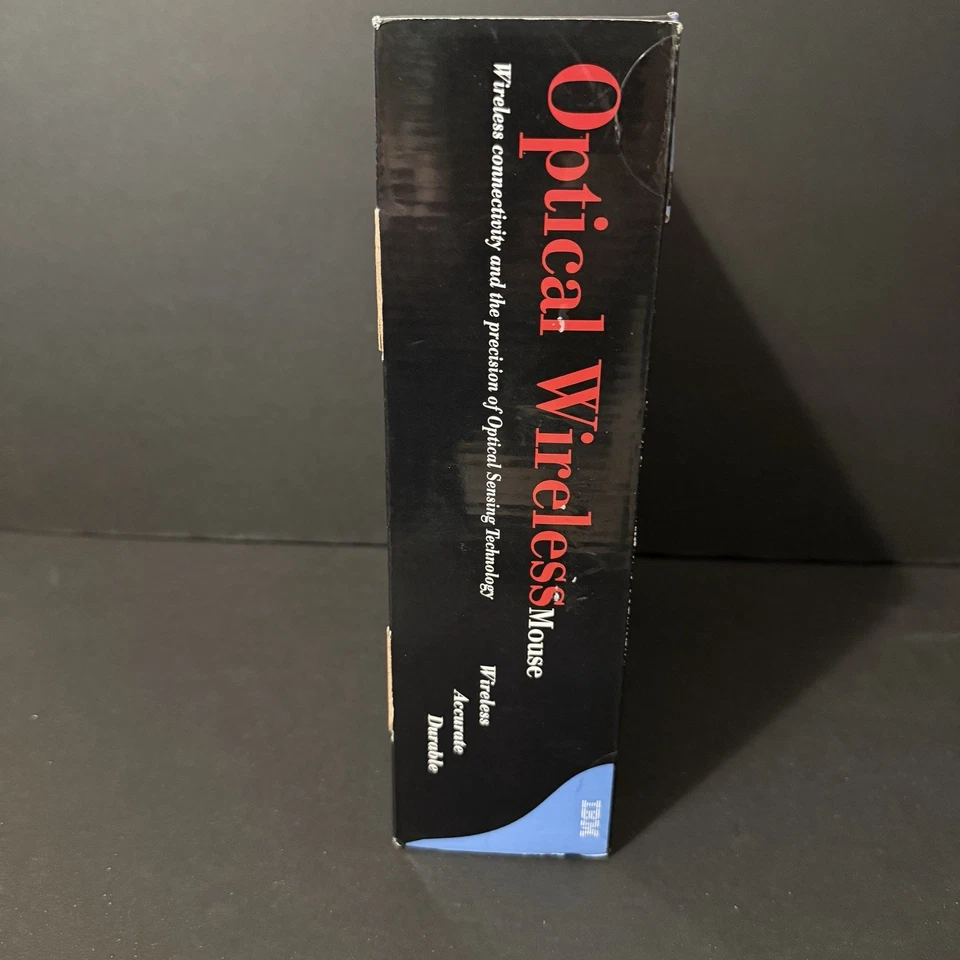 Optical Wireless Mouse
Wireless connectivity and the precision of Optical Sensing Technology
Wireless
Accurate
Durable
IBM